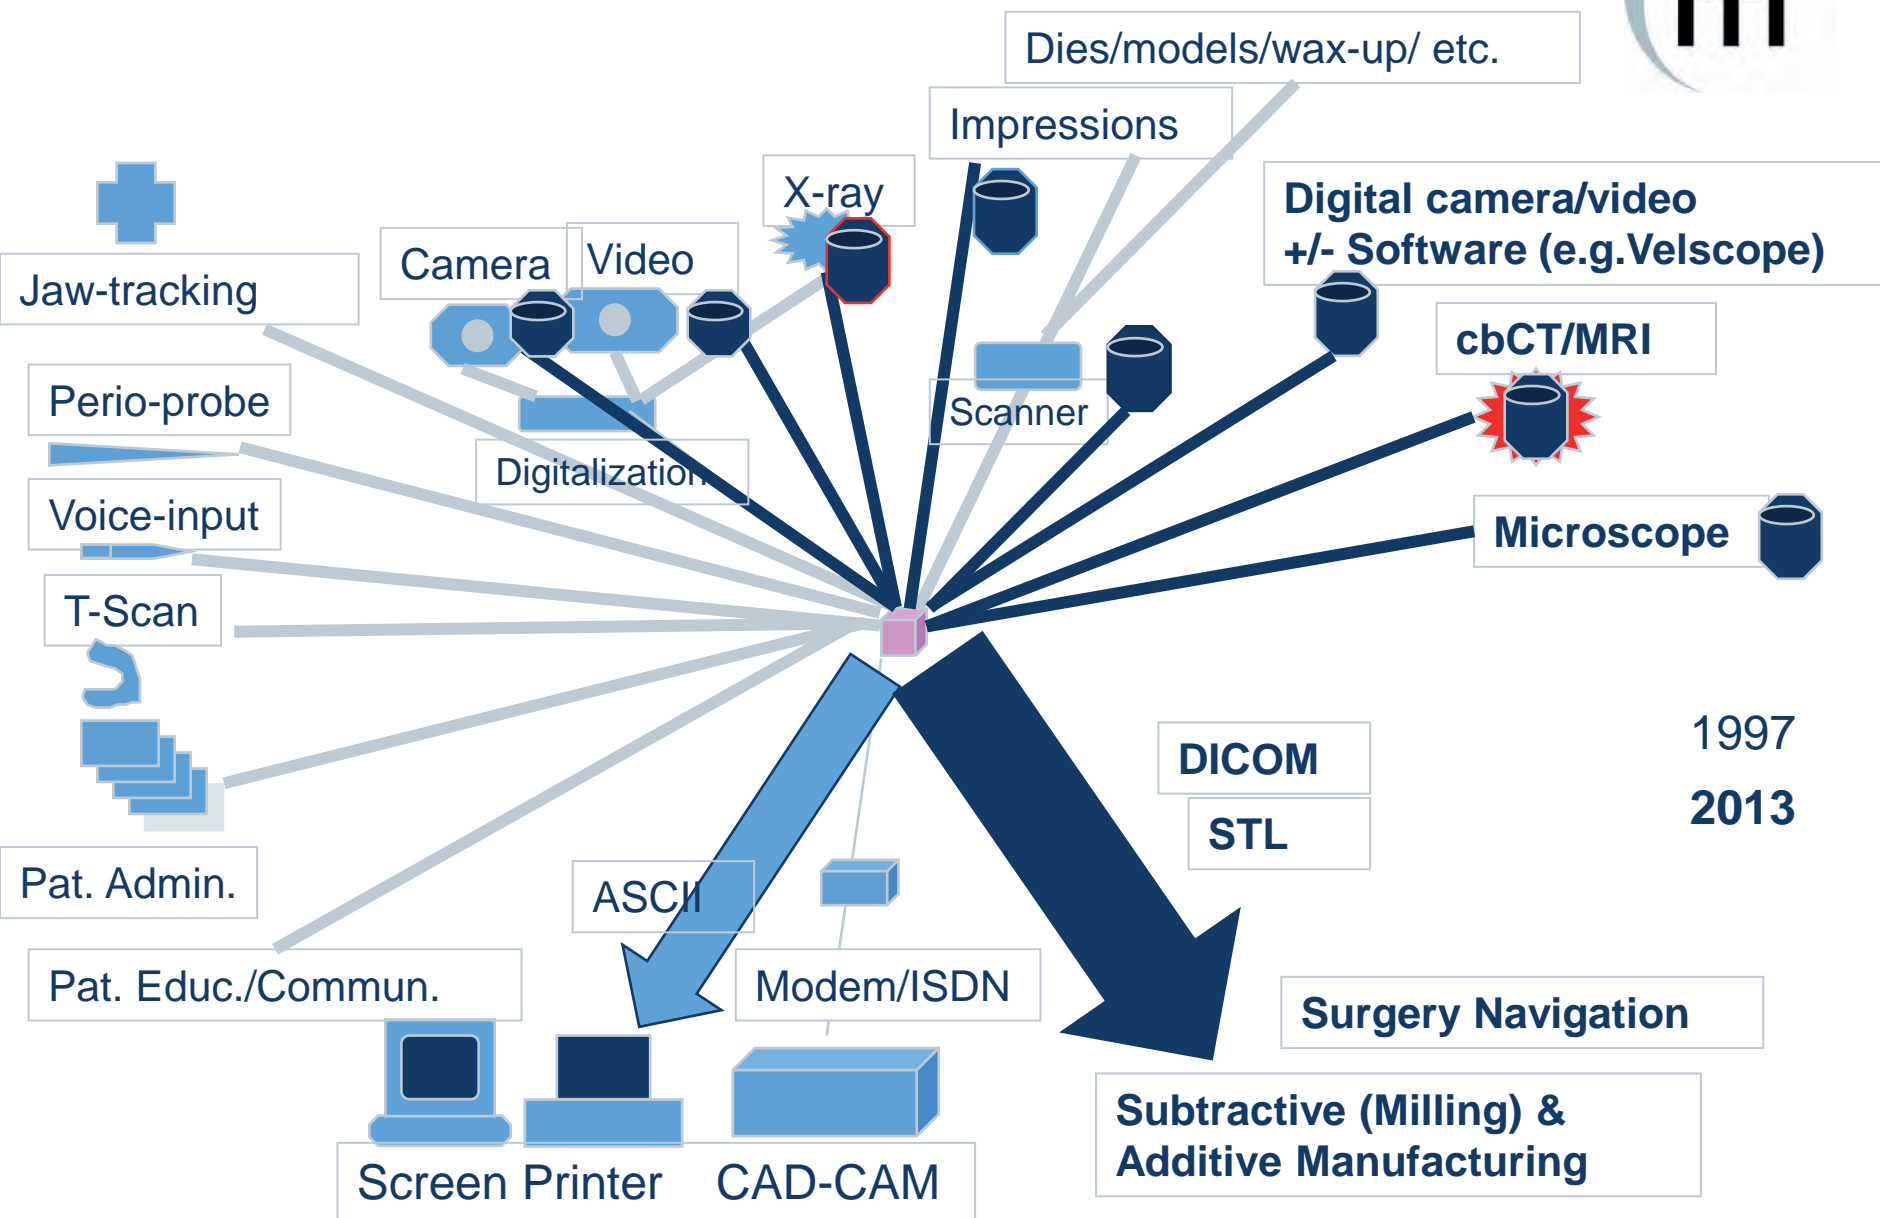 Dies/models/wax-up/ etc.
Impressions
X-ray
Digital camera/video
+/- Software (e.g.Velscope)
Camera
Video
Jaw-tracking
cbCT/MRI
Perio-probe
Scanner
Digitalization
Voice-input
Microscope
T-Scan
1997
DICOM
2013
STL
Pat. Admin.
ASCII
Pat. Educ./Commun.
Modem/ISDN
Surgery Navigation
Subtractive (Milling) &
Additive Manufacturing
Screen Printer CAD-CAM